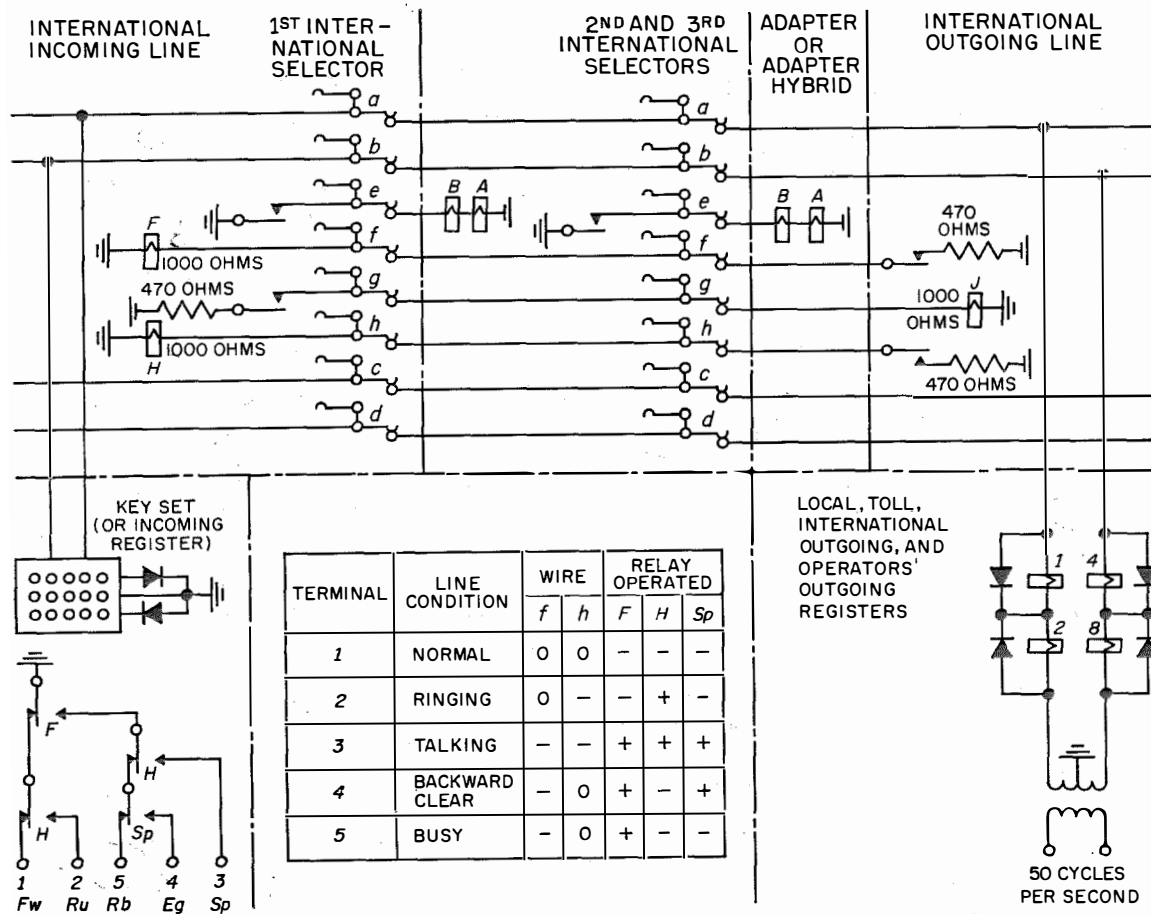 INTERNATIONAL
INCOMING LINE
1ST INTER-
NATIONAL
SELECTOR
2ND AND 3RD
INTERNATIONAL
SELECTORS
ADAPTER
OR
ADAPTER
HYBRID
INTERNATIONAL
OUTGOING LINE
a
a
b
b
e
B A
e
B A
F
f
1000 OHMS
f
470
OHMS
470 OHMS
g
g
1000
OHMS
J
h
1000 OHMS
H
h
470 OHMS
c
c
d
d
KEY SET
(OR INCOMING
REGISTER)
F
H
H
Sp
1 2 5 4 3
Fw Ru Rb Eg Sp
TERMINAL LINE CONDITION WIRE RELAY OPERATED
f h F H Sp
1 NORMAL O O – – –
2 RINGING O – – + –
3 TALKING – – + + +
4 BACKWARD CLEAR – O + – +
5 BUSY – O + – –
LOCAL, TOLL,
INTERNATIONAL
OUTGOING, AND
OPERATORS'
OUTGOING
REGISTERS
1 4
2 8
50 CYCLES
PER SECOND